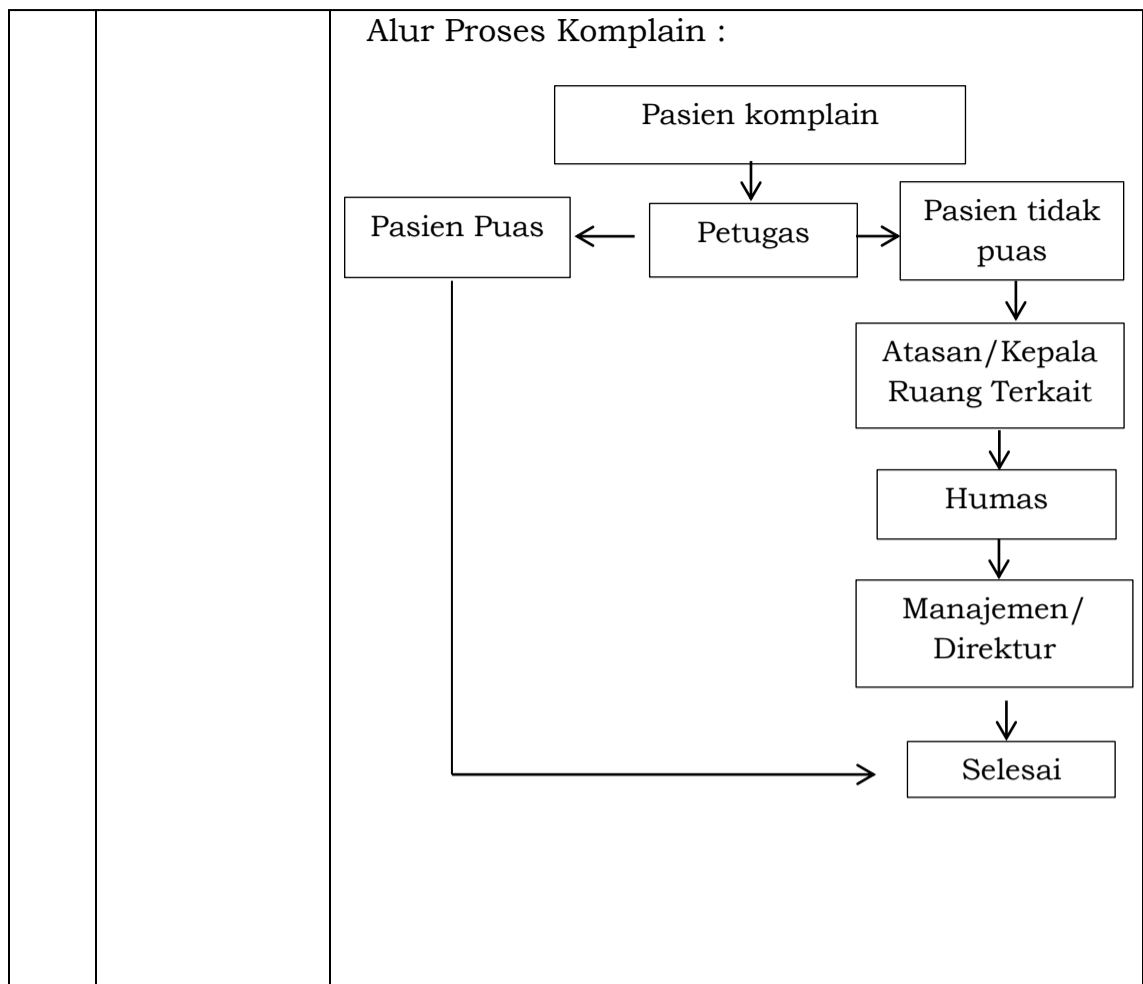 Alur Proses Komplain :
Pasien komplain
Pasien Puas
Petugas
Pasien tidak
puas
Atasan/Kepala
Ruang Terkait
Humas
Manajemen/
Direktur
Selesai